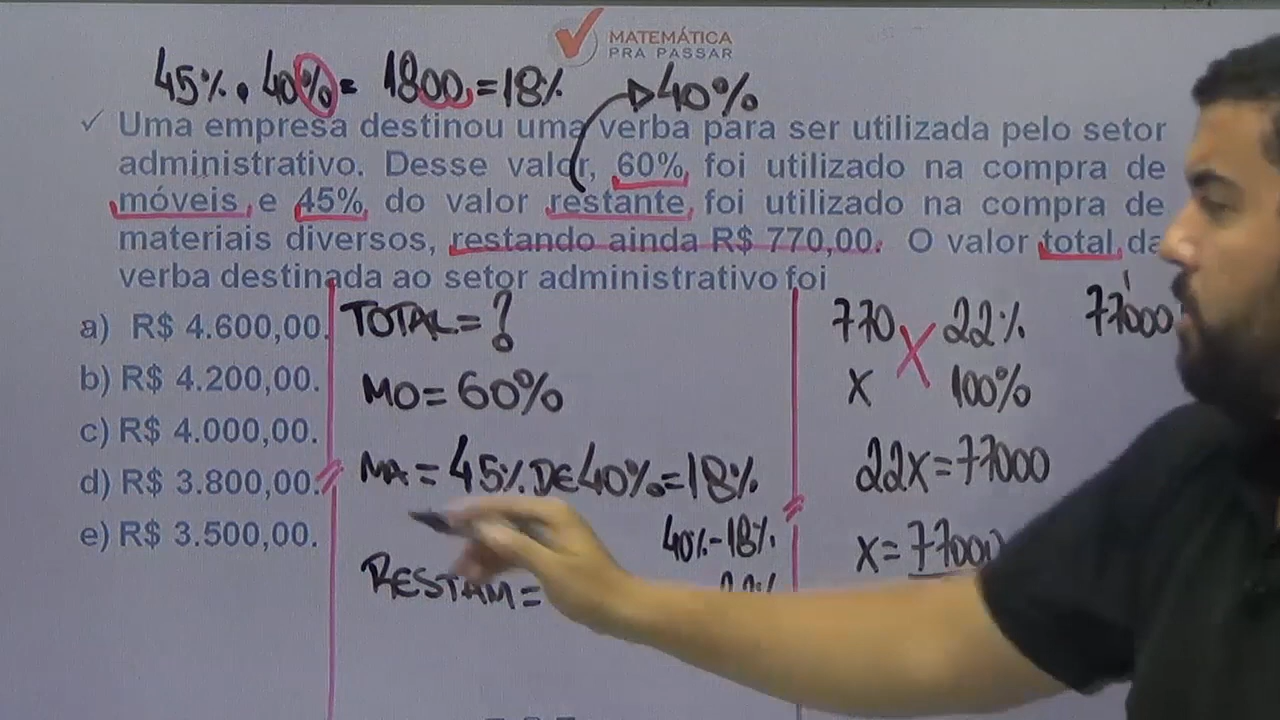 MATEMÁTICA
PRA PASSAR
45% . 40% = 1800 = 18%
40%
✓ Uma empresa destinou uma verba para ser utilizada pelo setor
administrativo. Desse valor, 60% foi utilizado na compra de
móveis e 45% do valor restante foi utilizado na compra de
materiais diversos, restando ainda R$ 770,00. O valor total da
verba destinada ao setor administrativo foi
a) R$ 4.600,00.
b) R$ 4.200,00.
c) R$ 4.000,00.
d) R$ 3.800,00.
e) R$ 3.500,00.
TOTAL = ?
MO = 60%
MA = 45% DE 40% = 18%
40% - 18%
RESTAM =
22%
770 22%
X 100%
22X = 77000
X = 77000
77000